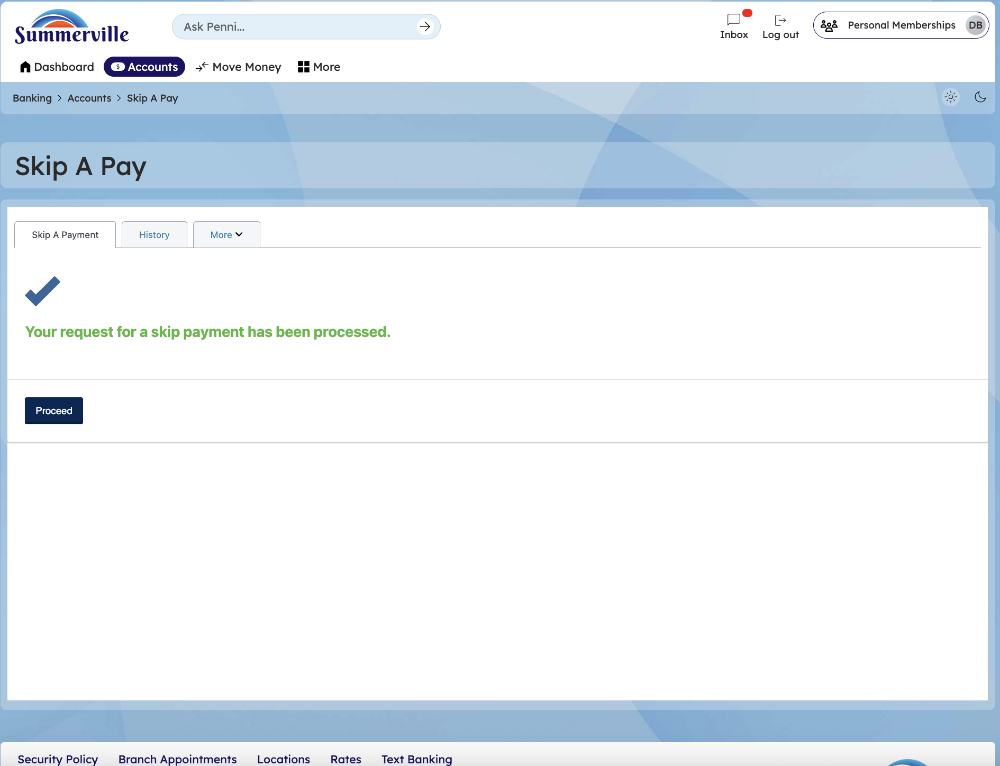 Summerville
Ask Penni...
Inbox
Log out
Personal Memberships
DB
Dashboard
$ Accounts
Move Money
More
Banking > Accounts > Skip A Pay
Skip A Pay
Skip A Payment
History
More
Your request for a skip payment has been processed.
Proceed
Security Policy
Branch Appointments
Locations
Rates
Text Banking